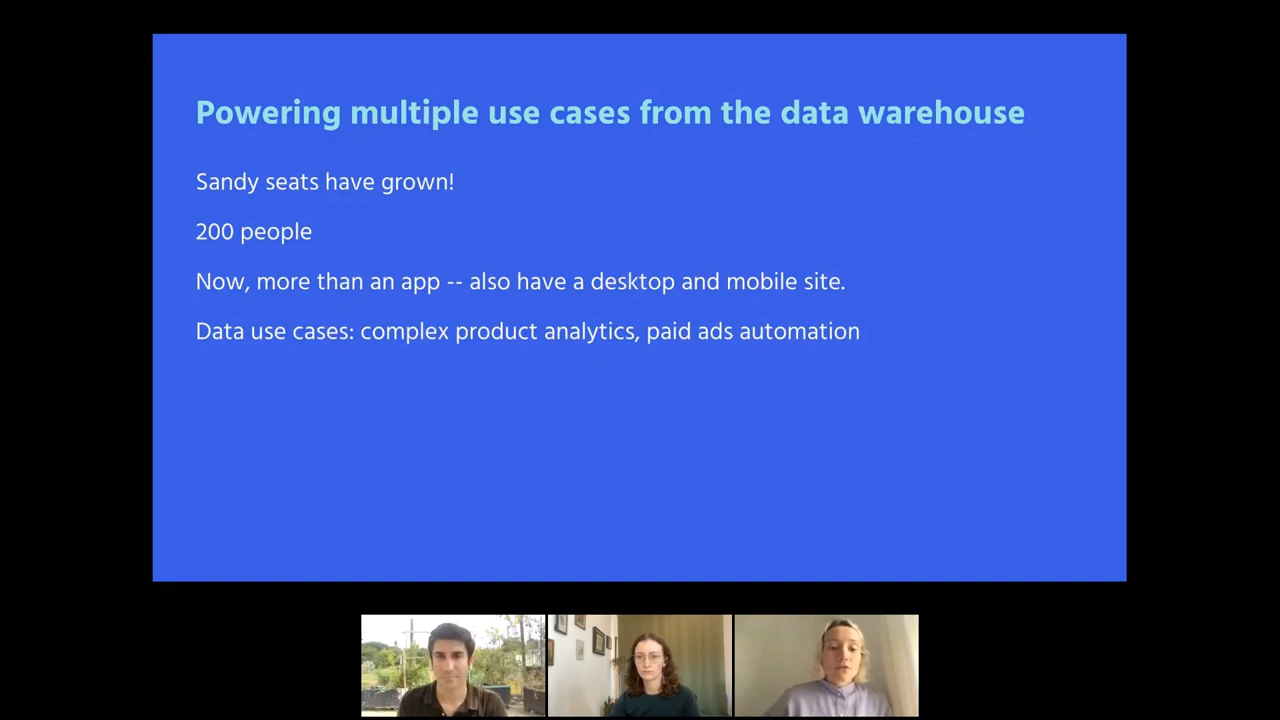 Powering multiple use cases from the data warehouse
Sandy seats have grown!
200 people
Now, more than an app -- also have a desktop and mobile site.
Data use cases: complex product analytics, paid ads automation